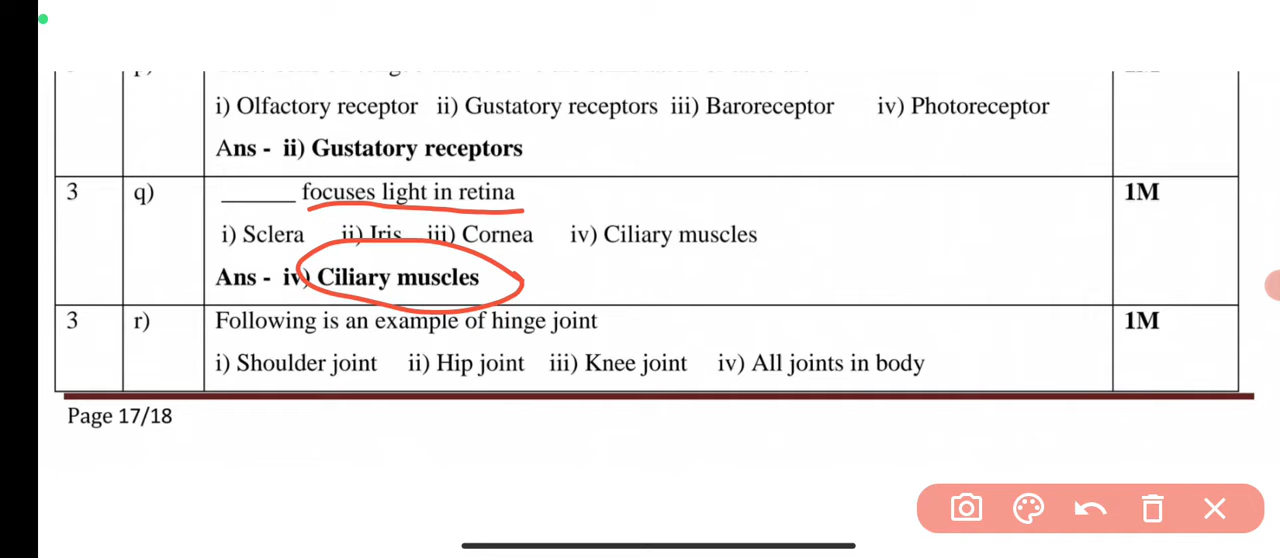 i) Olfactory receptor ii) Gustatory receptors iii) Baroreceptor iv) Photoreceptor
Ans - ii) Gustatory receptors
3 q) ______ focuses light in retina 1M
i) Sclera ii) Iris iii) Cornea iv) Ciliary muscles
Ans - iv) Ciliary muscles
3 r) Following is an example of hinge joint 1M
i) Shoulder joint ii) Hip joint iii) Knee joint iv) All joints in body
Page 17/18